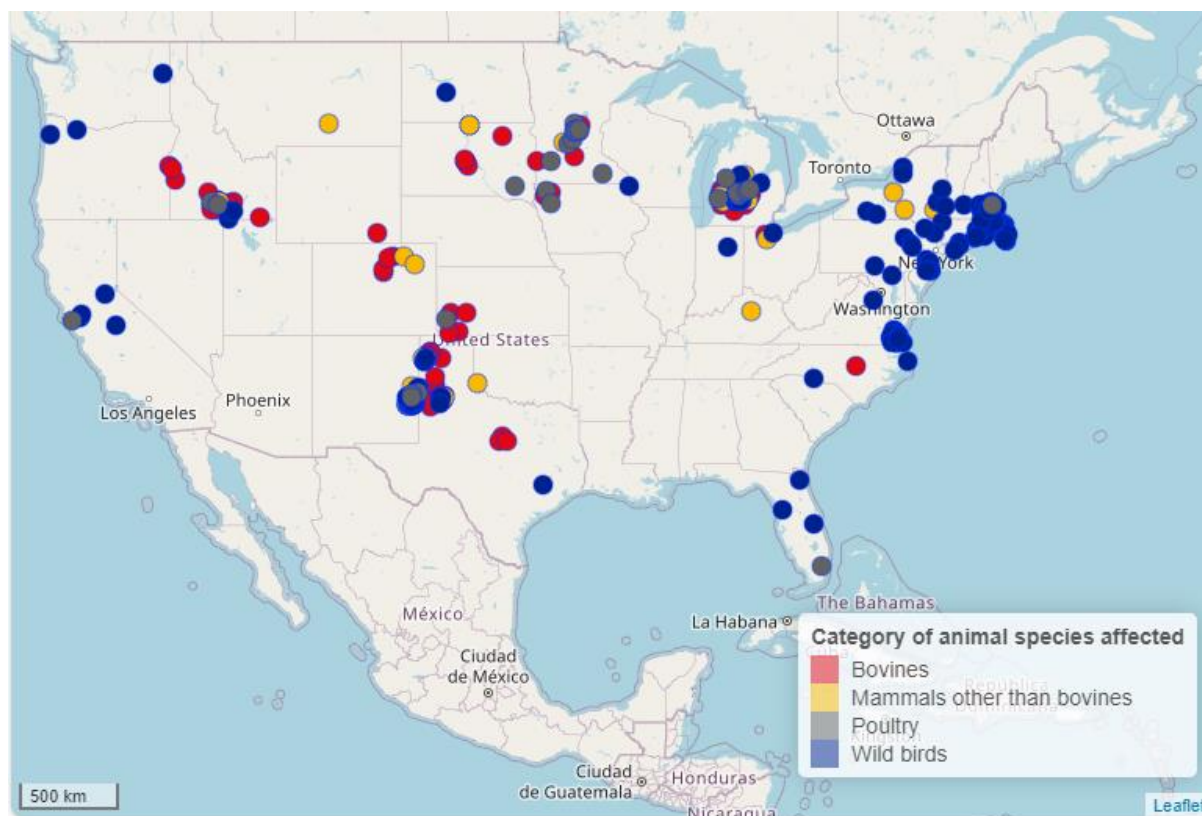 Ottawa
Toronto
New York
Washington
United States
Los Angeles
Phoenix
México
La Habana
The Bahamas
Ciudad
de México
Ciudad
de Guatemala
Honduras
Nicaragua
Category of animal species affected
Bovines
Mammals other than bovines
Poultry
Wild birds
500 km
Leaflet